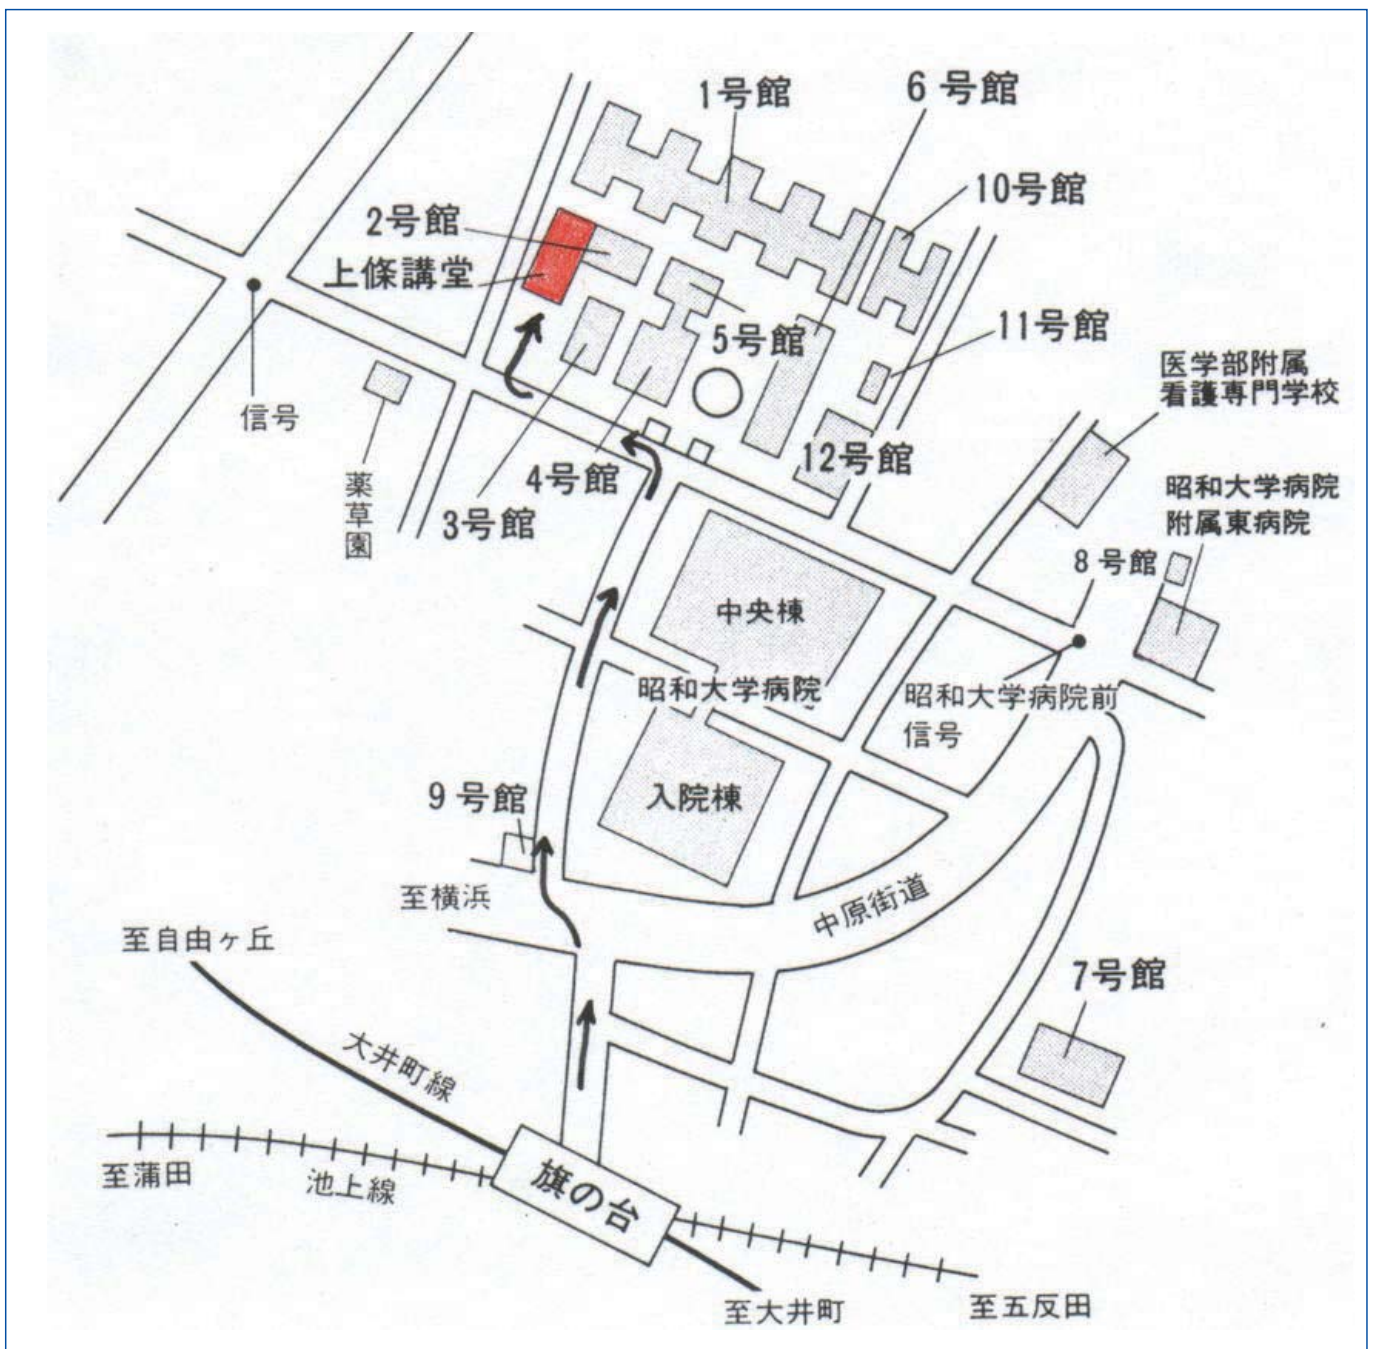 1号館
6号館
10号館
2号館
上條講堂
5号館
11号館
医学部附属
看護専門学校
信号
12号館
4号館
薬草園
3号館
昭和大学病院
附属東病院
8号館
中央棟
昭和大学病院
昭和大学病院前
信号
9号館
入院棟
至横浜
中原街道
至自由ヶ丘
7号館
大井町線
至蒲田
池上線
旗の台
至大井町
至五反田